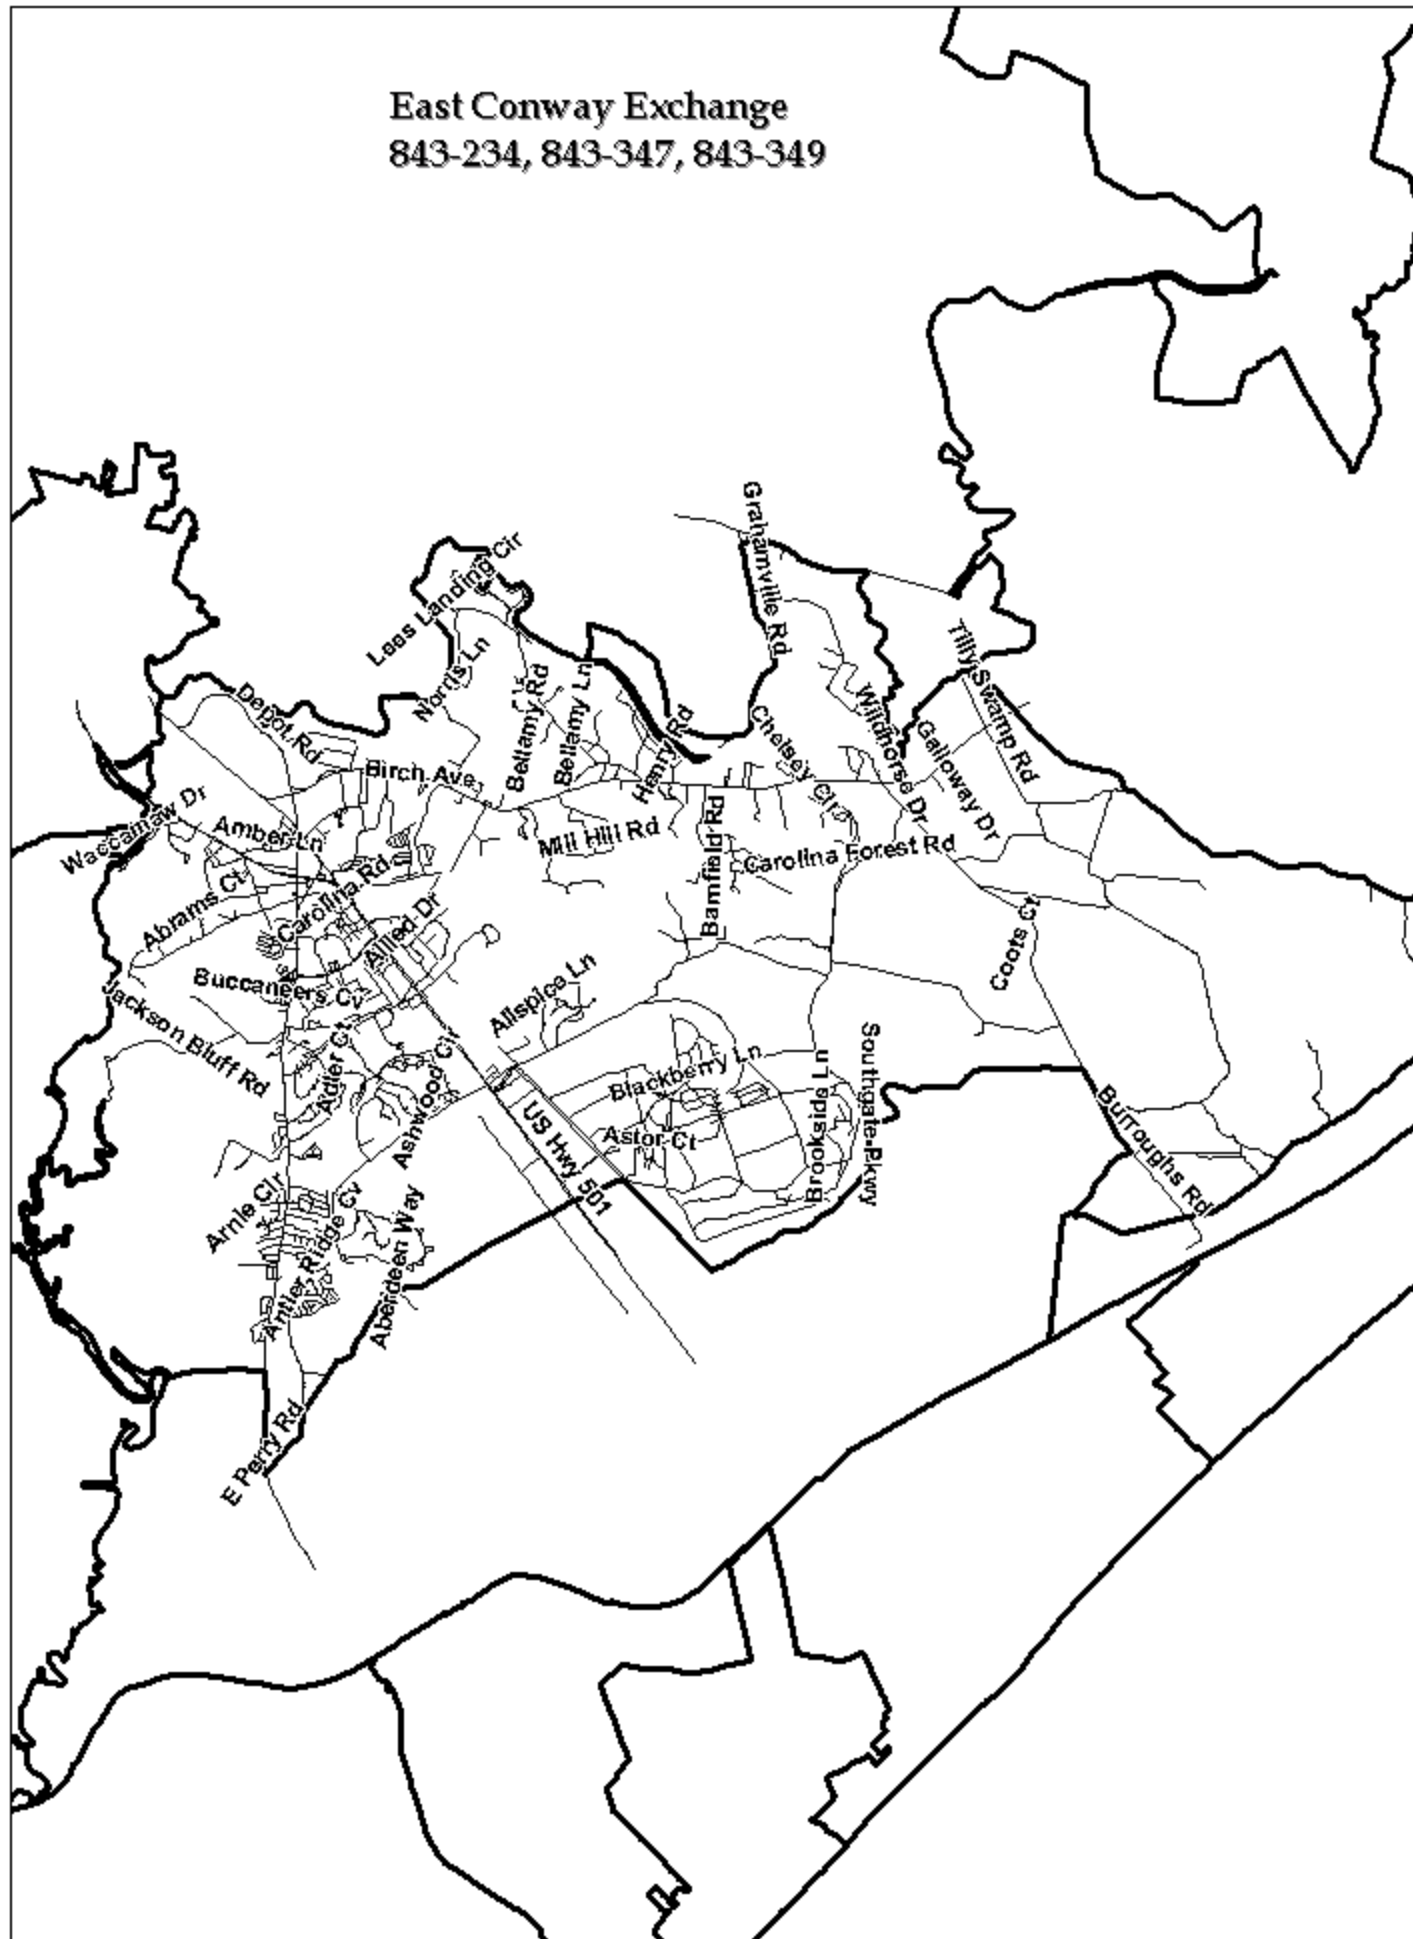 East Conway Exchange
843-234, 843-347, 843-349
Grahamville Rd
Lees Landing Cir
Tilly Swamp Rd
Norris Ln
Bellamy Rd
Bellamy Ln
Depot Rd
Henry Rd
Chelsey Cir
Wildhorse Dr
Galloway Dr
Birch Ave
Waccamaw Dr
Amber Ln
Mill Hill Rd
Bamfield Rd
Carolina Forest Rd
Abrams Ct
Carolina Rd
Allied Dr
Coots Ct
Buccaneers Cv
Jackson Bluff Rd
Allspice Ln
Adler Ct
Ashwood Cir
Blackberry Ln
Southgate Pkwy
Brooksids Ln
US Hwy 501
Astor Ct
Burroughs Rd
Arnie Cir
Antler Ridge Cv
Aberdeen Way
E Perry Rd